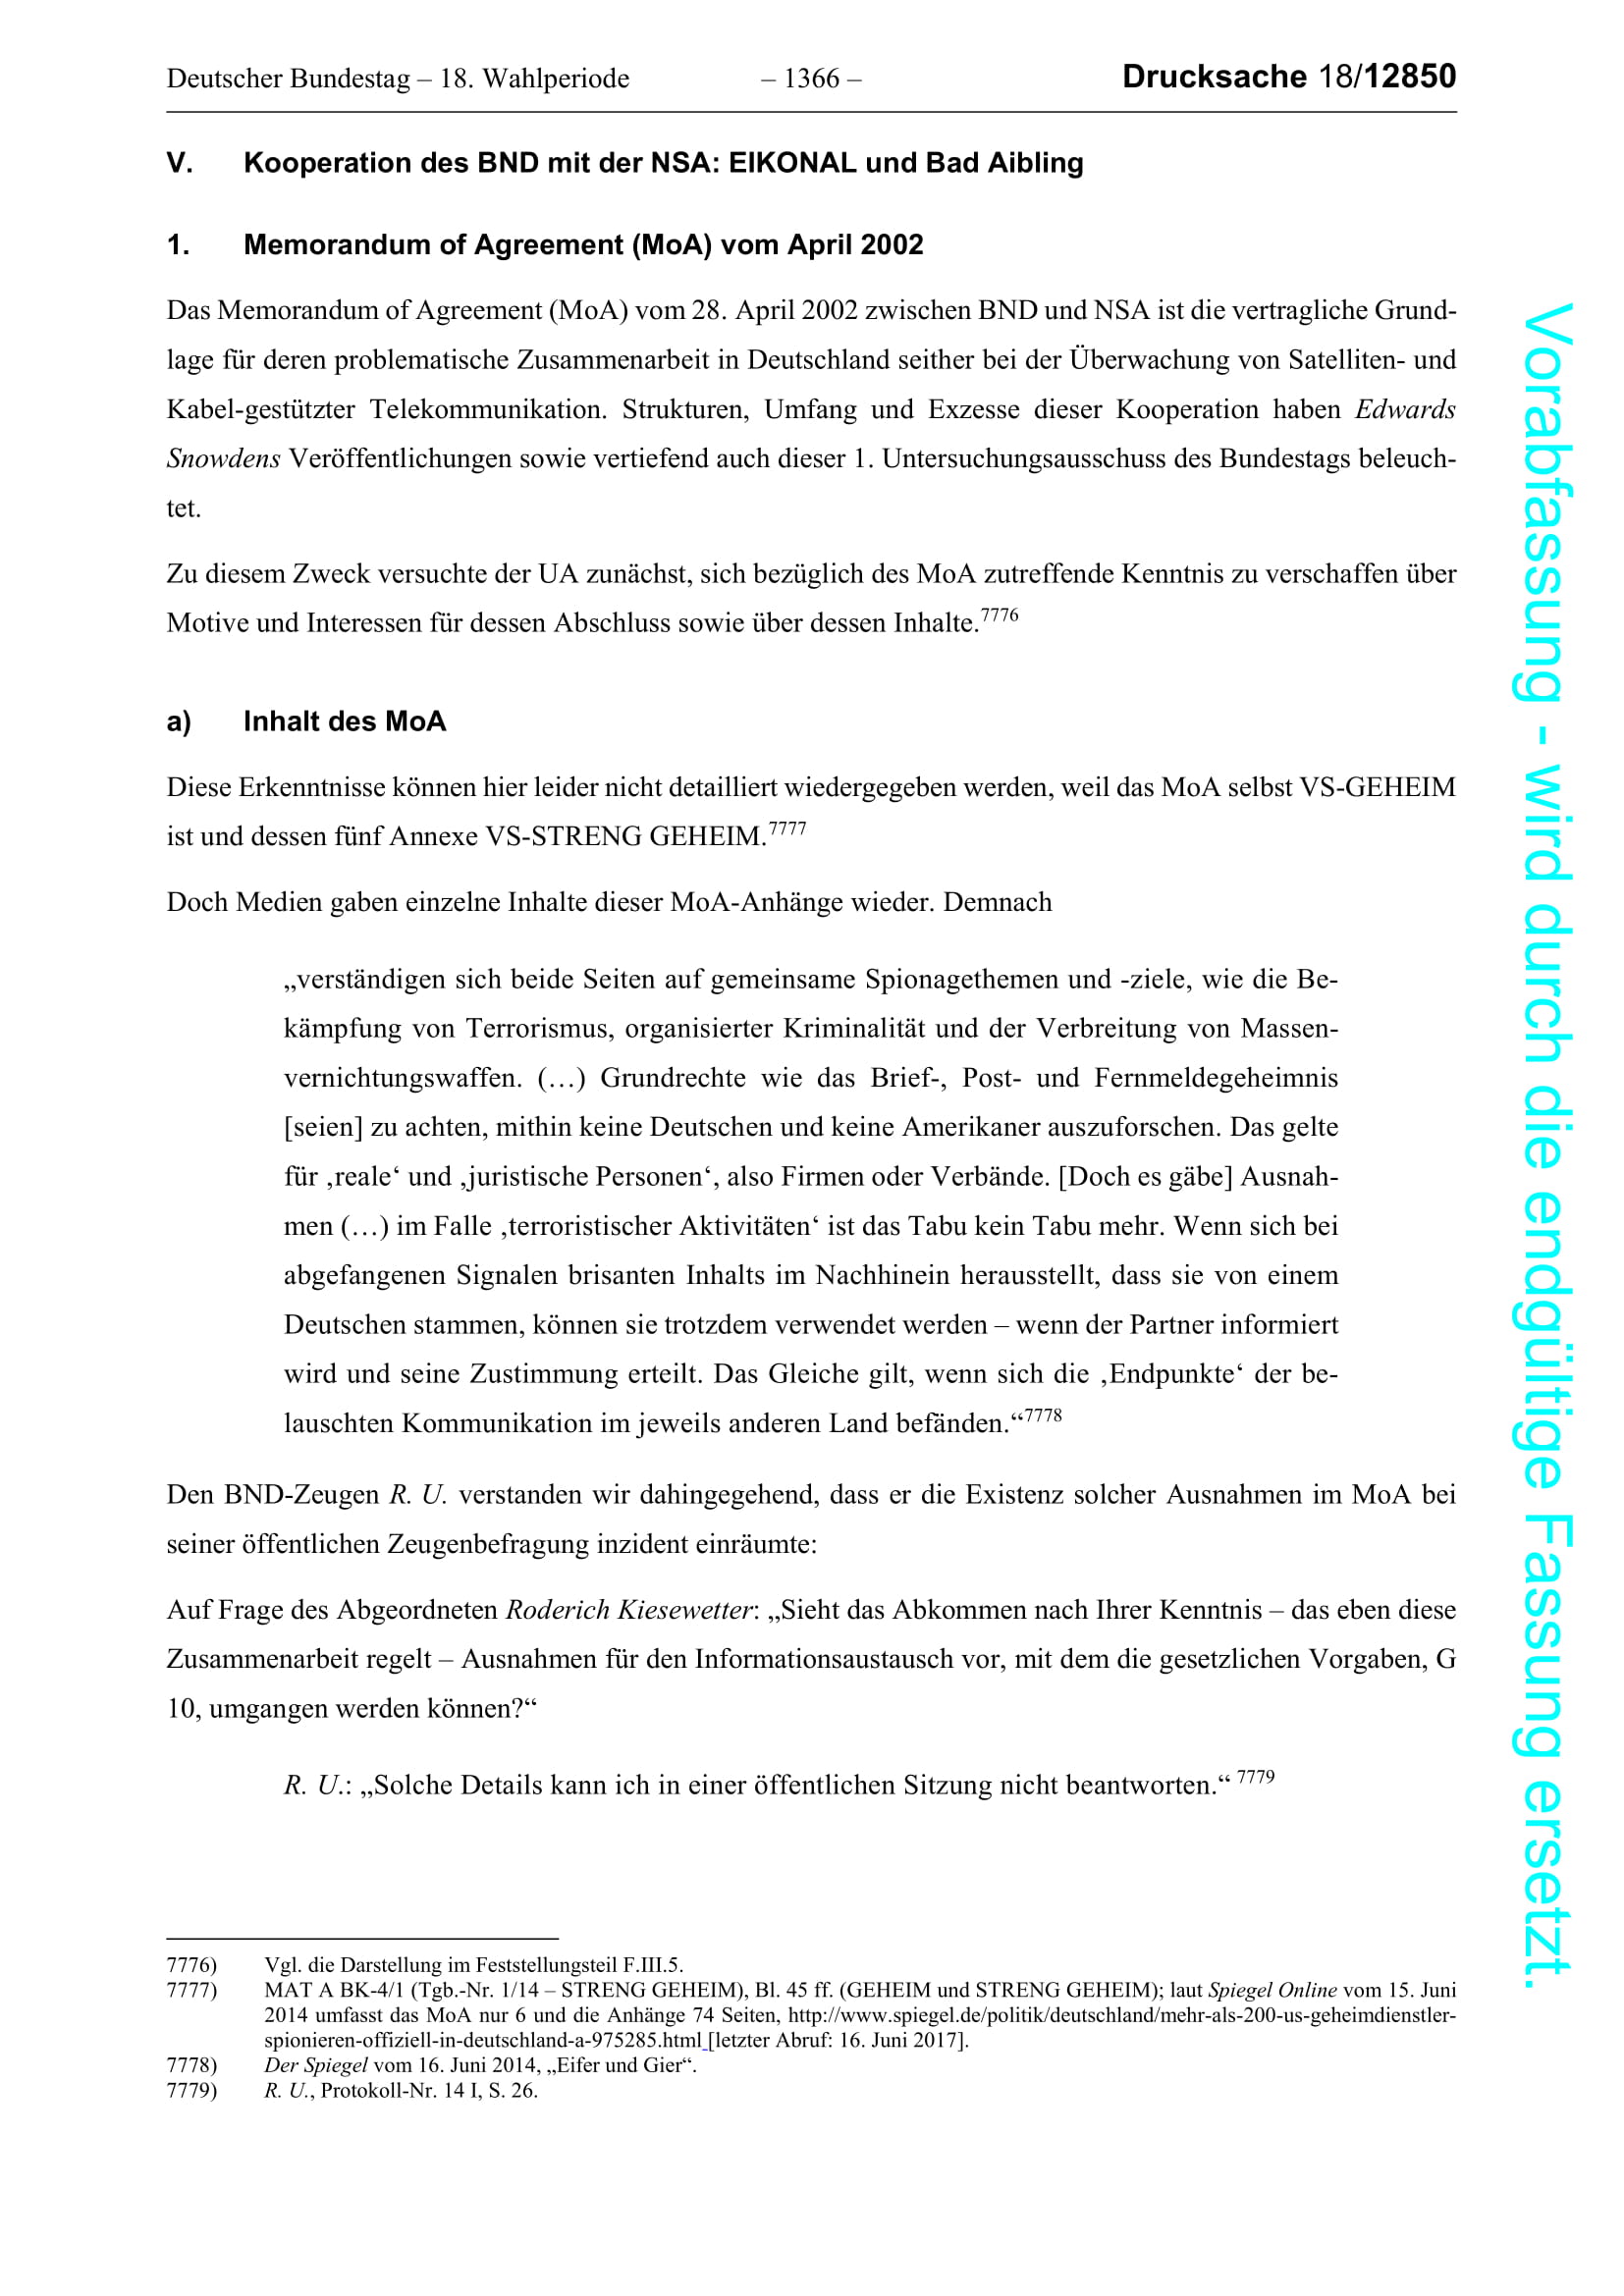 Deutscher Bundestag – 18. Wahlperiode – 1366 – Drucksache 18/12850
V. Kooperation des BND mit der NSA: EIKONAL und Bad Aibling
1. Memorandum of Agreement (MoA) vom April 2002
Das Memorandum of Agreement (MoA) vom 28. April 2002 zwischen BND und NSA ist die vertragliche Grund-
lage für deren problematische Zusammenarbeit in Deutschland seither bei der Überwachung von Satelliten- und
Kabel-gestützter Telekommunikation. Strukturen, Umfang und Exzesse dieser Kooperation haben Edwards
Snowdens Veröffentlichungen sowie vertiefend auch dieser 1. Untersuchungsausschuss des Bundestags beleuch-
tet.
Zu diesem Zweck versuchte der UA zunächst, sich bezüglich des MoA zutreffende Kenntnis zu verschaffen über
Motive und Interessen für dessen Abschluss sowie über dessen Inhalte.7776
a) Inhalt des MoA
Diese Erkenntnisse können hier leider nicht detailliert wiedergegeben werden, weil das MoA selbst VS-GEHEIM
ist und dessen fünf Annexe VS-STRENG GEHEIM.7777
Doch Medien gaben einzelne Inhalte dieser MoA-Anhänge wieder. Demnach
„verständigen sich beide Seiten auf gemeinsame Spionagethemen und -ziele, wie die Be-
kämpfung von Terrorismus, organisierter Kriminalität und der Verbreitung von Massen-
vernichtungswaffen. (…) Grundrechte wie das Brief-, Post- und Fernmeldegeheimnis
[seien] zu achten, mithin keine Deutschen und keine Amerikaner auszuforschen. Das gelte
für ‚reale‘ und ‚juristische Personen‘, also Firmen oder Verbände. [Doch es gäbe] Ausnah-
men (…) im Falle ‚terroristischer Aktivitäten‘ ist das Tabu kein Tabu mehr. Wenn sich bei
abgefangenen Signalen brisanten Inhalts im Nachhinein herausstellt, dass sie von einem
Deutschen stammen, können sie trotzdem verwendet werden – wenn der Partner informiert
wird und seine Zustimmung erteilt. Das Gleiche gilt, wenn sich die ‚Endpunkte‘ der be-
lauschten Kommunikation im jeweils anderen Land befänden.“7778
Den BND-Zeugen R. U. verstanden wir dahingegehend, dass er die Existenz solcher Ausnahmen im MoA bei
seiner öffentlichen Zeugenbefragung inzident einräumte:
Auf Frage des Abgeordneten Roderich Kiesewetter: „Sieht das Abkommen nach Ihrer Kenntnis – das eben diese
Zusammenarbeit regelt – Ausnahmen für den Informationsaustausch vor, mit dem die gesetzlichen Vorgaben, G
10, umgangen werden können?“
R. U.: „Solche Details kann ich in einer öffentlichen Sitzung nicht beantworten.“ 7779
7776) Vgl. die Darstellung im Feststellungsteil F.III.5.
7777) MAT A BK-4/1 (Tgb.-Nr. 1/14 – STRENG GEHEIM), Bl. 45 ff. (GEHEIM und STRENG GEHEIM); laut Spiegel Online vom 15. Juni
2014 umfasst das MoA nur 6 und die Anhänge 74 Seiten, http://www.spiegel.de/politik/deutschland/mehr-als-200-us-geheimdienstler-
spionieren-offiziell-in-deutschland-a-975285.html [letzter Abruf: 16. Juni 2017].
7778) Der Spiegel vom 16. Juni 2014, „Eifer und Gier“.
7779) R. U., Protokoll-Nr. 14 I, S. 26.
Vorabfassung - wird durch die endgültige Fassung ersetzt.